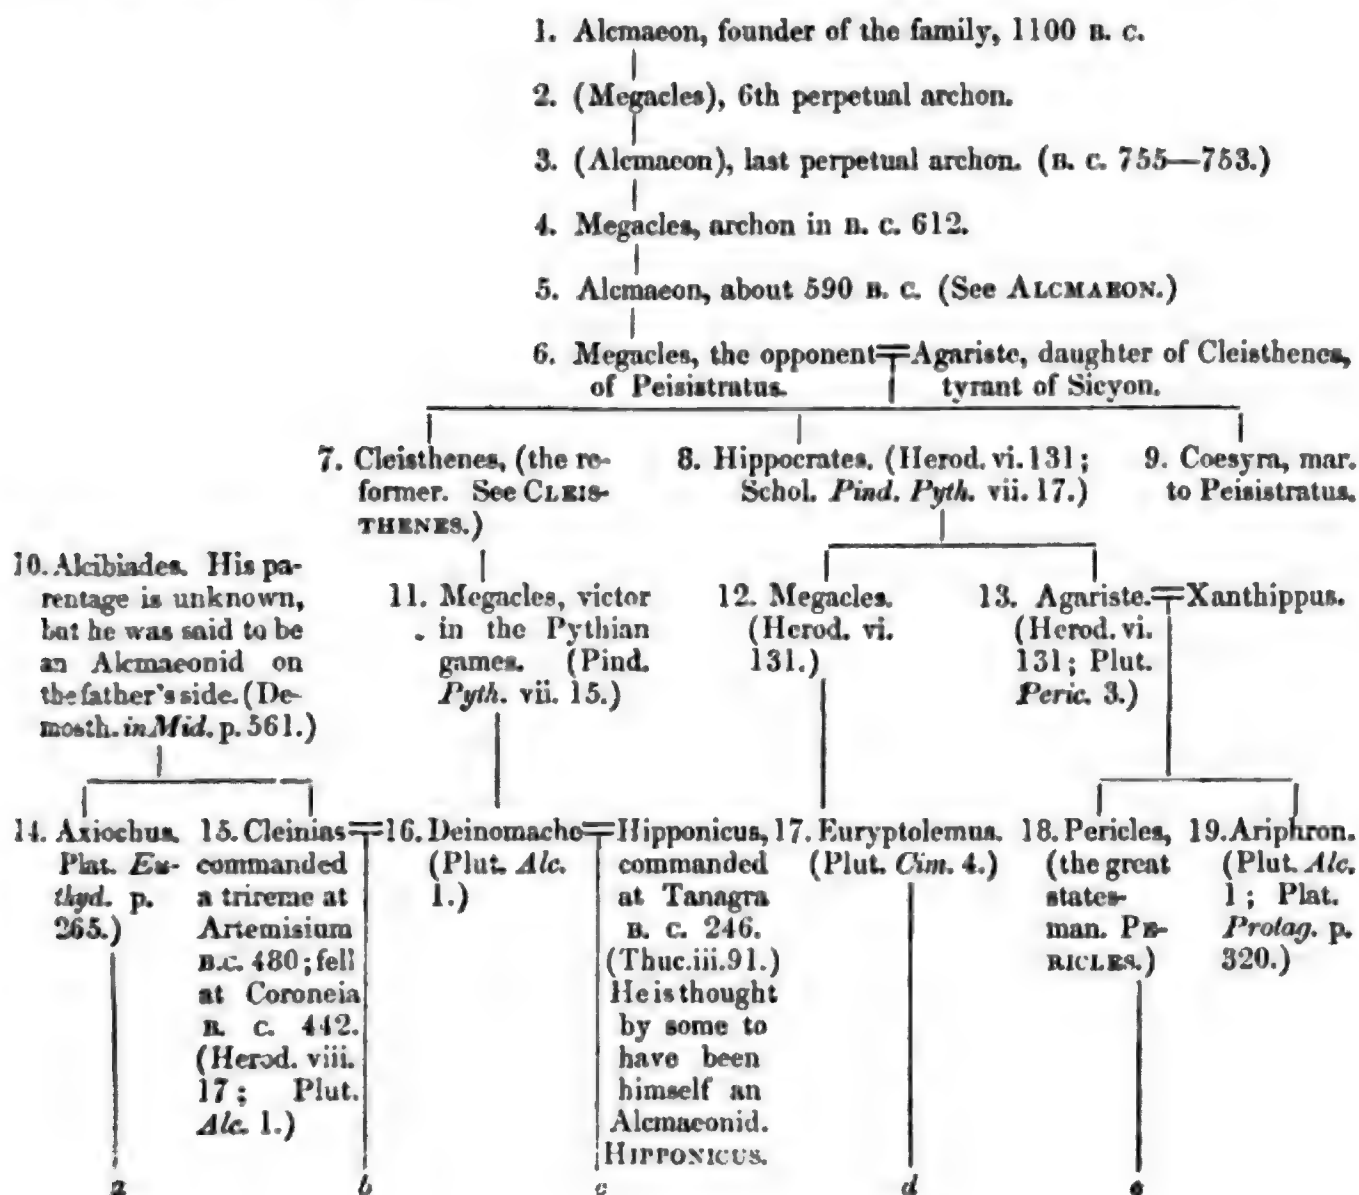 1. Alcmaeon, founder of the family, 1100 B. C.
2. (Megacles), 6th perpetual archon.
3. (Alcmaeon), last perpetual archon. (B. C. 755—753.)
4. Megacles, archon in B. C. 612.
5. Alcmaeon, about 590 B. C. (See ALCMAEON.)
6. Megacles, the opponent
of Peisistratus.
Agariste, daughter of Cleisthenes,
tyrant of Sicyon.
7. Cleisthenes, (the re-
former. See CLEIS-
THENES.)
8. Hippocrates. (Herod. vi. 131;
Schol. Pind. Pyth. vii. 17.)
9. Coesyra, mar.
to Peisistratus.
10. Alcibiades. His pa-
rentage is unknown,
but he was said to be
an Alcmaeonid on
the father's side. (De-
mosth. in Mid. p. 561.)
11. Megacles, victor
in the Pythian
games. (Pind.
Pyth. vii. 15.)
12. Megacles.
(Herod. vi.
131.)
13. Agariste.
(Herod. vi.
131; Plut.
Peric. 3.)
Xanthippus.
14. Axiochus.
Plat. Eu-
thyd. p.
265.)
15. Cleinias
commanded
a trireme at
Artemisium
B.C. 480; fell
at Coroneia
B. C. 442.
(Herod. viii.
17; Plut.
Alc. 1.)
16. Deinomache
(Plut. Alc.
1.)
Hipponicus,
commanded
at Tanagra
B. C. 246.
(Thuc. iii. 91.)
He is thought
by some to
have been
himself an
Alcmaeonid.
HIPPONICUS.
17. Euryptolemus.
(Plut. Cim. 4.)
18. Pericles,
(the great
states-
man. PE-
RICLES.)
19. Ariphron.
(Plut. Alc.
1; Plat.
Protag. p.
320.)
a b c d e